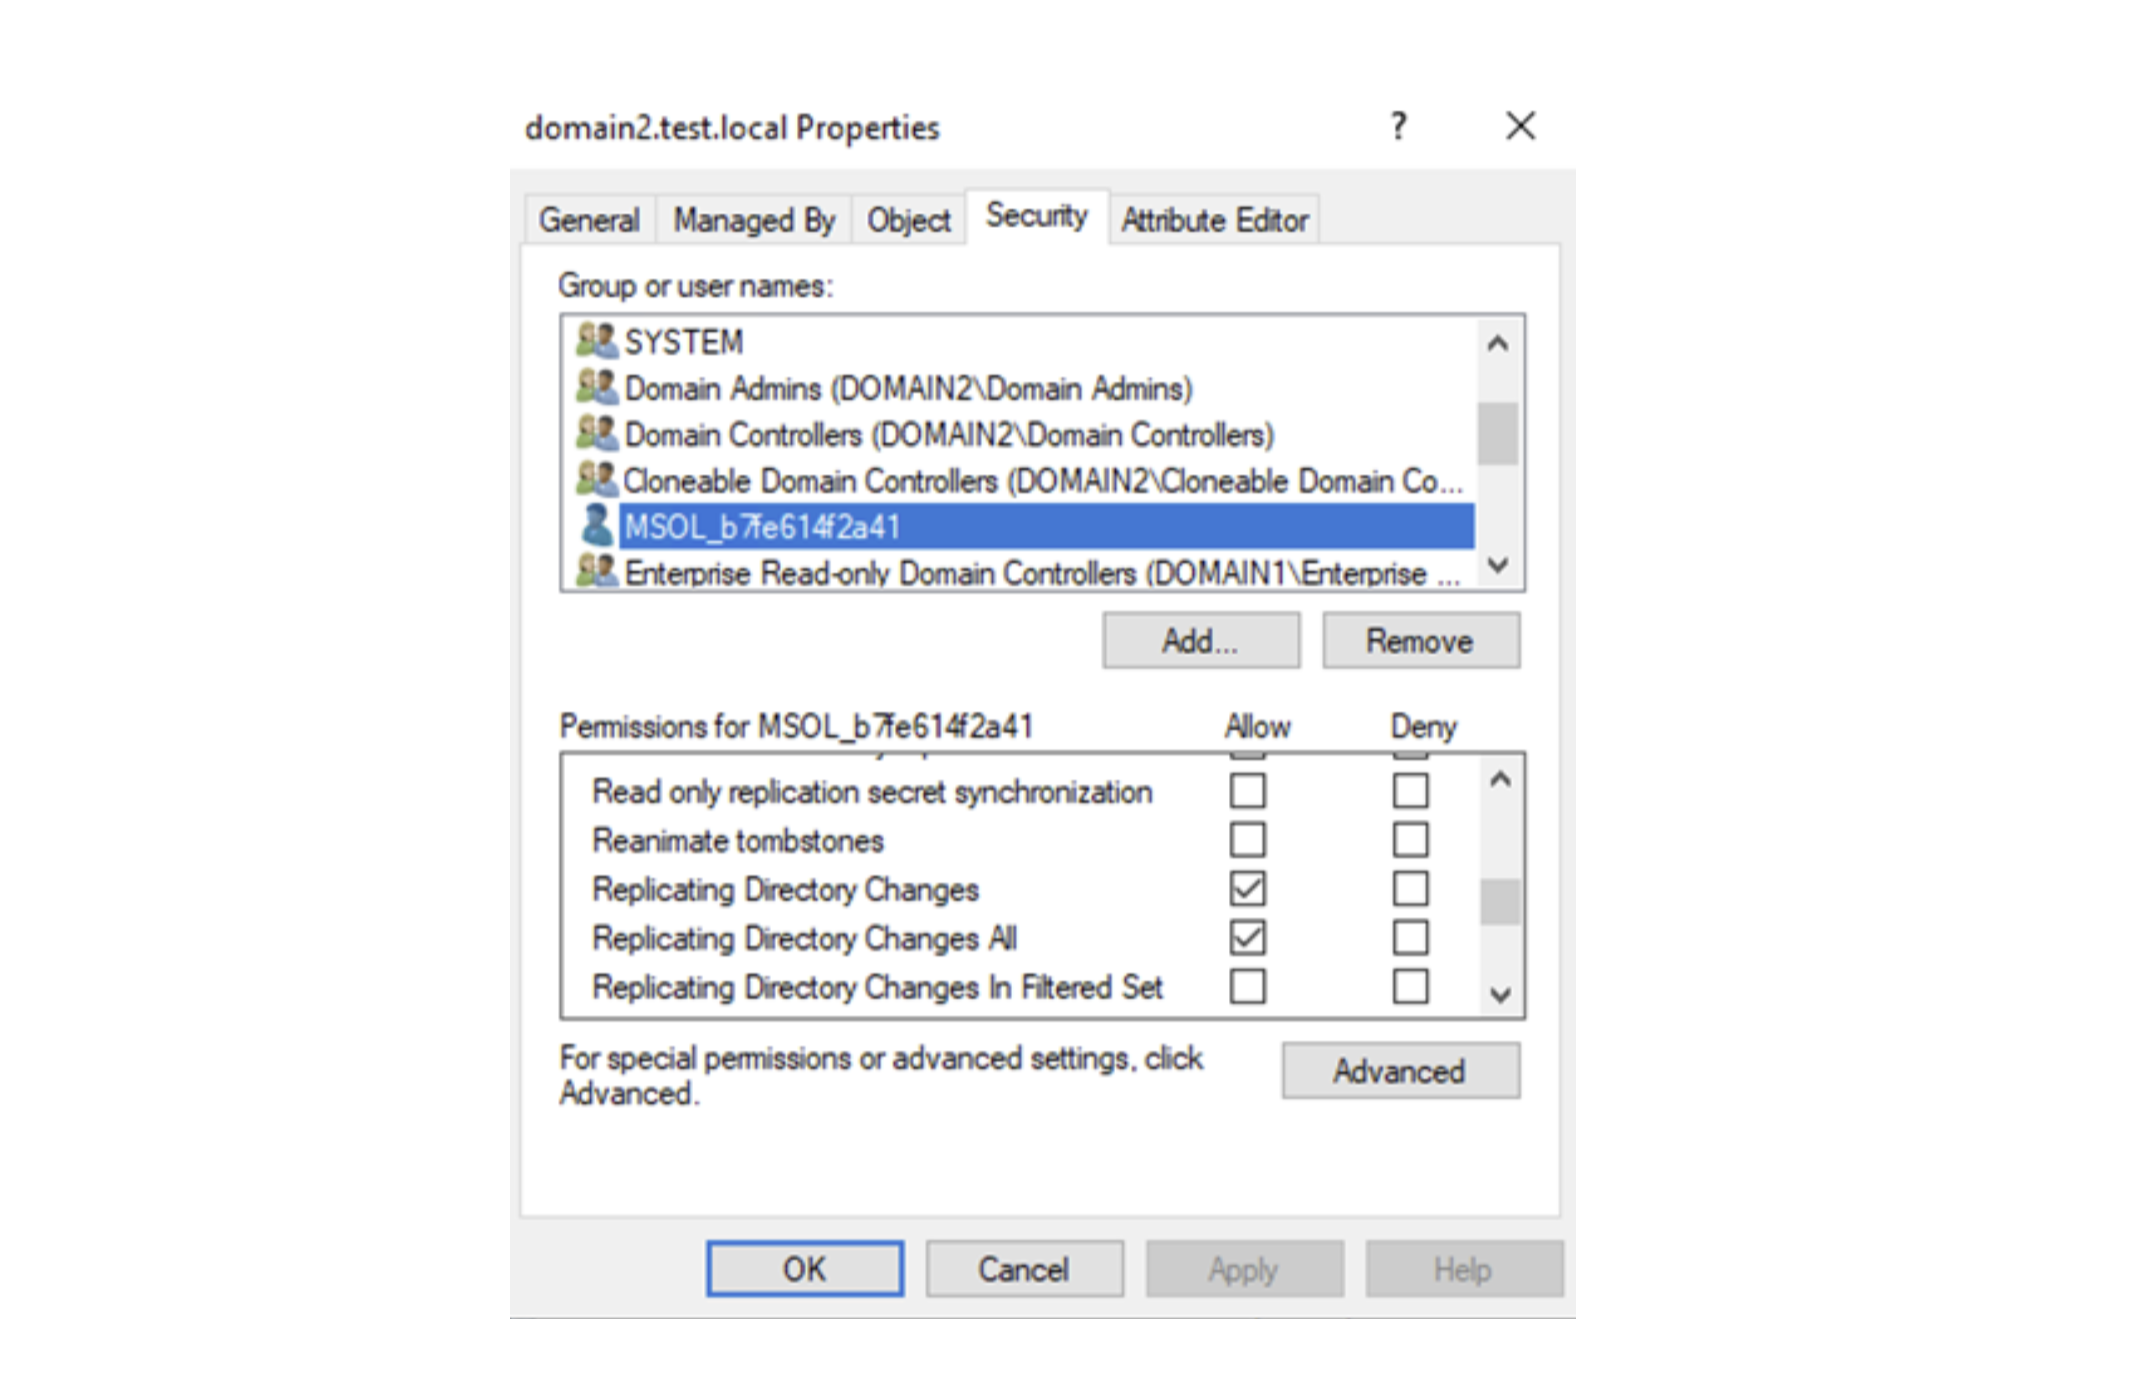 domain2.test.local Properties
?
General Managed By Object Security Attribute Editor
Group or user names:
SYSTEM
Domain Admins (DOMAIN2\Domain Admins)
Domain Controllers (DOMAIN2\Domain Controllers)
Cloneable Domain Controllers (DOMAIN2\Cloneable Domain Co...
MSOL_b7fe614f2a41
Enterprise Read-only Domain Controllers (DOMAIN1\Enterprise ...
Add... Remove
Permissions for MSOL_b7fe614f2a41 Allow Deny
Read only replication secret synchronization
Reanimate tombstones
Replicating Directory Changes
Replicating Directory Changes All
Replicating Directory Changes In Filtered Set
For special permissions or advanced settings, click
Advanced.
Advanced
OK Cancel Apply Help